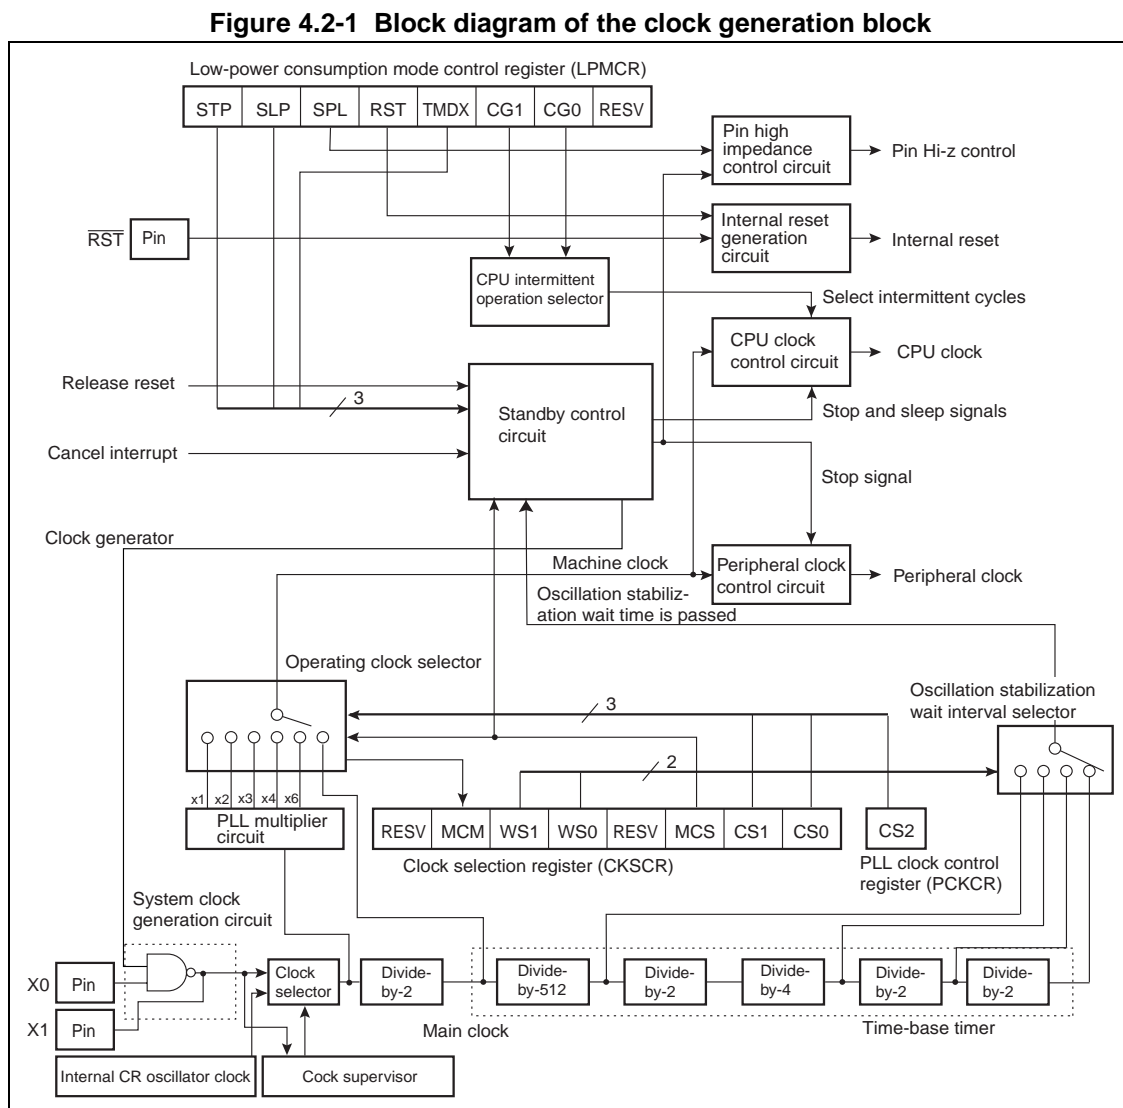 Figure 4.2-1 Block diagram of the clock generation block
Low-power consumption mode control register (LPMCR)
STP SLP SPL RST TMDX CG1 CG0 RESV
Pin high
impedance
control circuit
Pin Hi-z control
RST Pin
Internal reset
generation
circuit
Internal reset
CPU intermittent
operation selector
Select intermittent cycles
CPU clock
control circuit
CPU clock
Release reset
3
Standby control
circuit
Stop and sleep signals
Cancel interrupt
Stop signal
Clock generator
Machine clock
Peripheral clock
control circuit
Peripheral clock
Oscillation stabiliz-
ation wait time is passed
Operating clock selector
Oscillation stabilization
wait interval selector
3
2
x1 x2 x3 x4 x6
PLL multiplier
circuit
RESV MCM WS1 WS0 RESV MCS CS1 CS0
CS2
Clock selection register (CKSCR)
PLL clock control
register (PCKCR)
System clock
generation circuit
X0 Pin
Clock
selector
Divide-
by-2
Divide-
by-512
Divide-
by-2
Divide-
by-4
Divide-
by-2
Divide-
by-2
X1 Pin
Main clock
Time-base timer
Internal CR oscillator clock
Cock supervisor